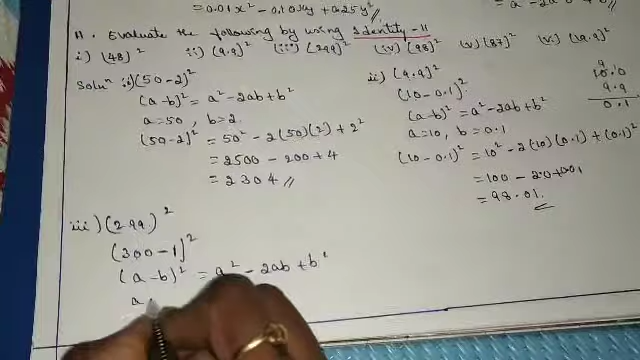 = 0.01x² - 0.10xy + 0.25y²
11. Evaluate the following by using Identity-II
i) (48)² ii) (9.9)² (iii) (299)² (iv) (98)² (v) (87)² (vi) (19.9)²
Soluⁿ :i) (50-2)²
(a-b)² = a² - 2ab + b²
a = 50, b = 2
(50-2)² = 50² - 2(50)(2) + 2²
= 2500 - 200 + 4
= 2304
ii) (9.9)²
(10 - 0.1)²
(a-b)² = a² - 2ab + b²
a = 10, b = 0.1
(10 - 0.1)² = 10² - 2(10)(0.1) + (0.1)²
= 100 - 2.0 + 0.01
= 98.01
10.0
9.9
0.1
iii) (299)²
(300 - 1)²
(a-b)² = a² - 2ab + b²
a